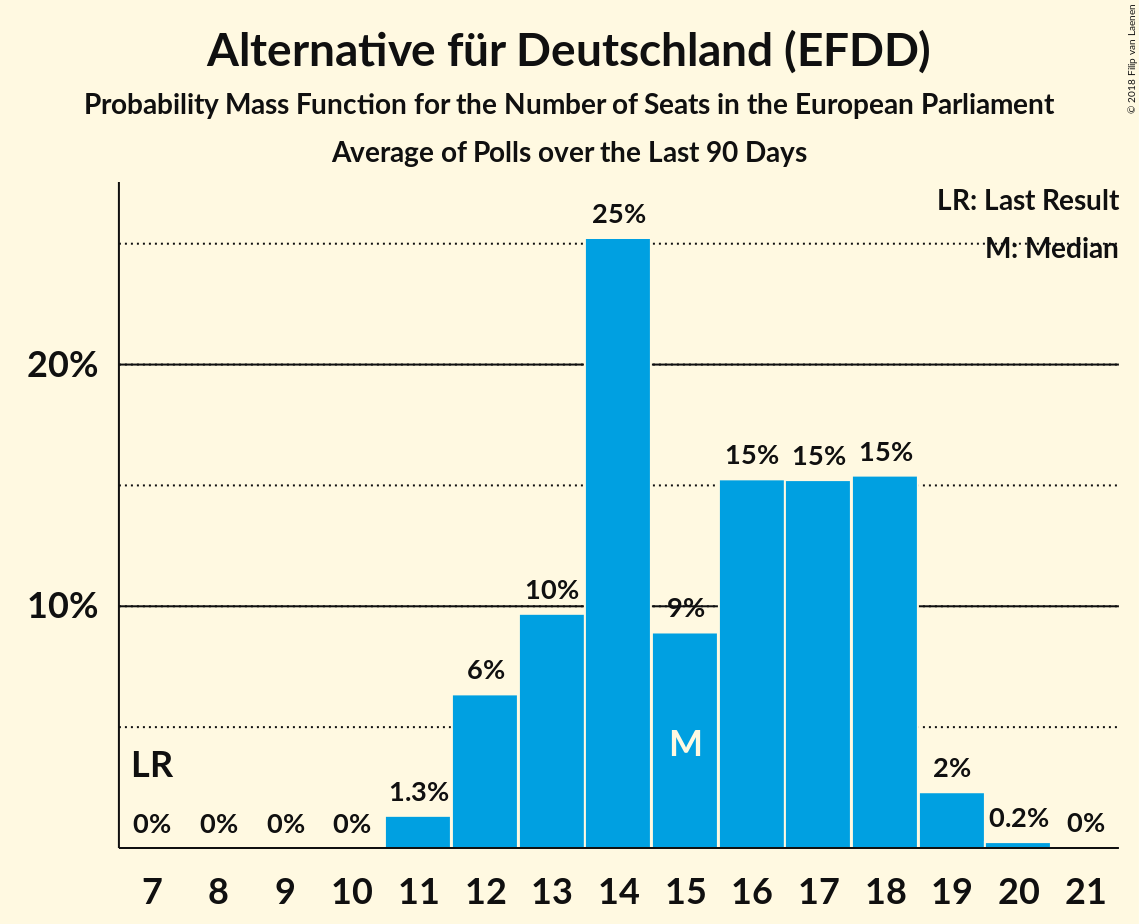 Alternative für Deutschland (EFDD)
Probability Mass Function for the Number of Seats in the European Parliament
Average of Polls over the Last 90 Days
© 2018 Filip van Laenen
LR: Last Result
M: Median
25%
20%
15% 15% 15%
10%
10%
9%
6%
M
LR
2%
1.3%
0% 0% 0% 0%
0.2% 0%
7 8 9 10 11 12 13 14 15 16 17 18 19 20 21